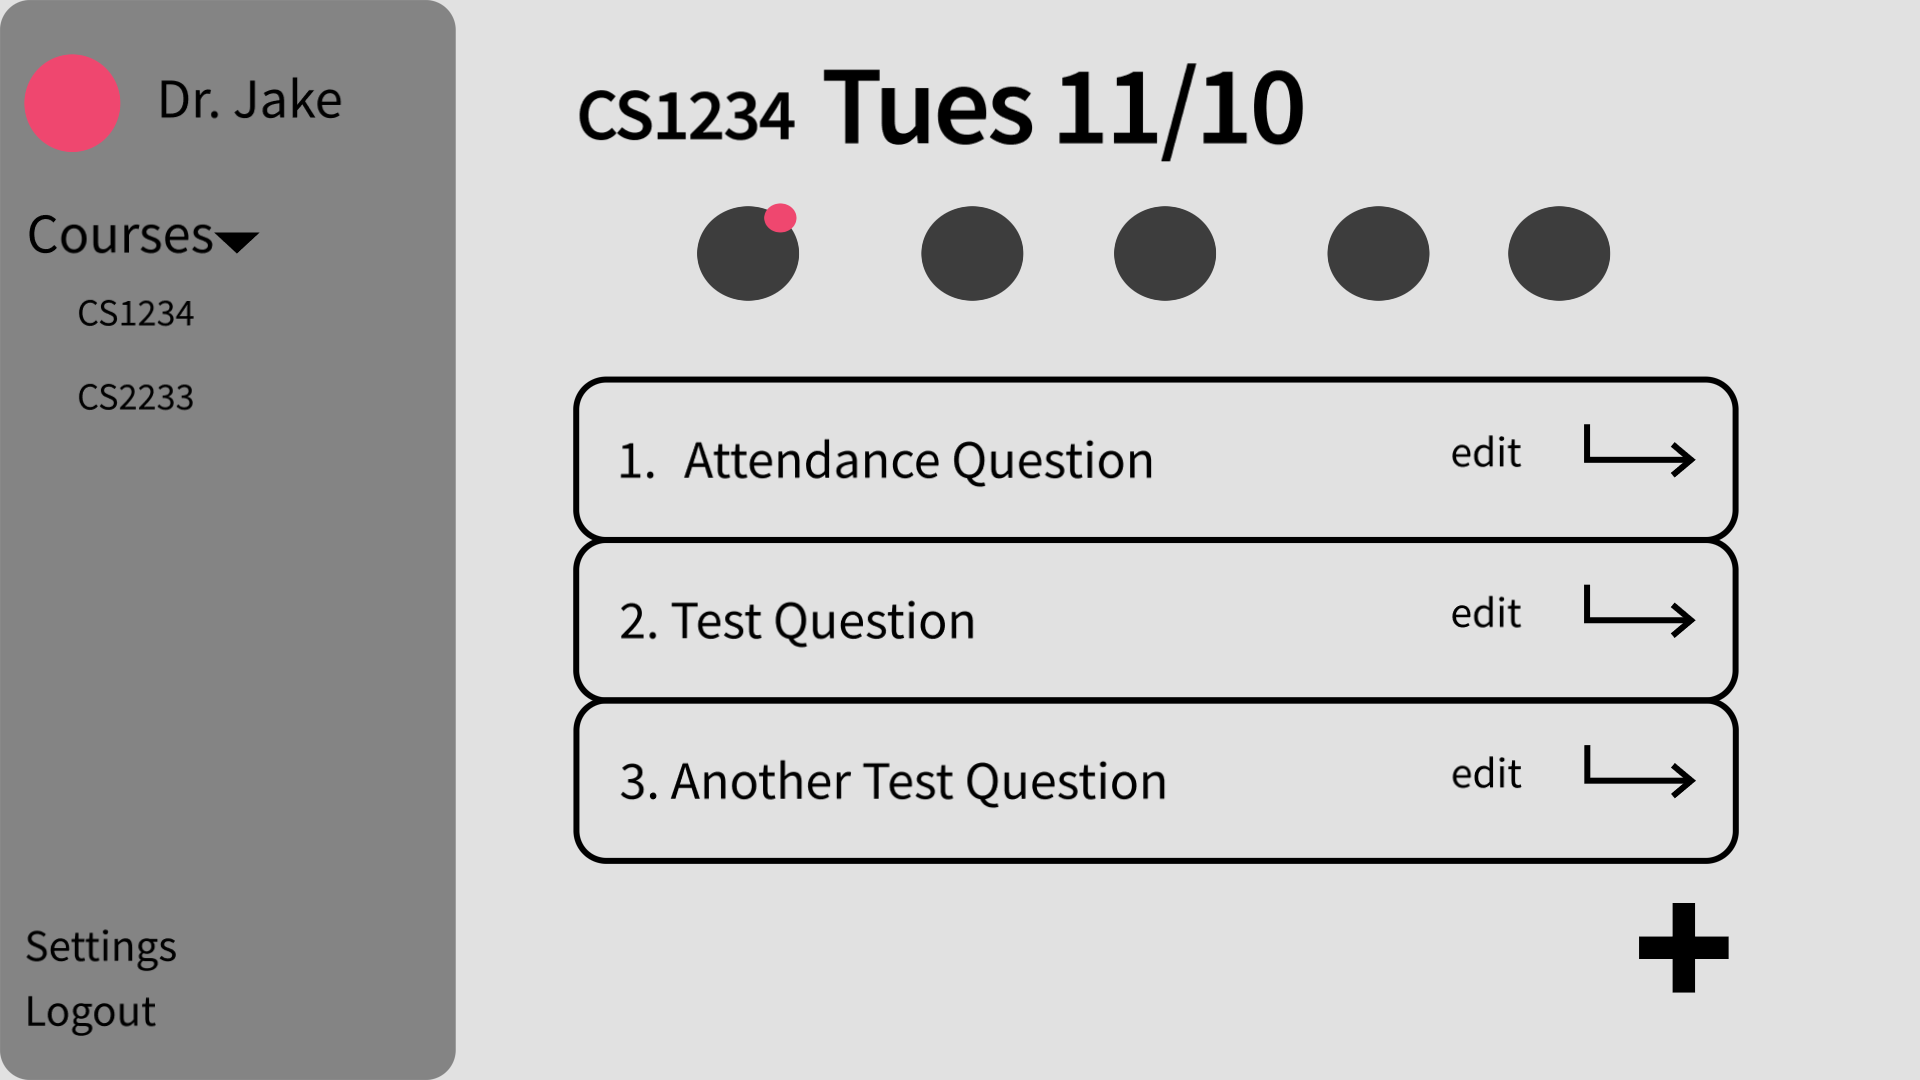 Dr. Jake
Courses
CS1234
CS2233
Settings
Logout
CS1234 Tues 11/10
1. Attendance Question edit
2. Test Question edit
3. Another Test Question edit